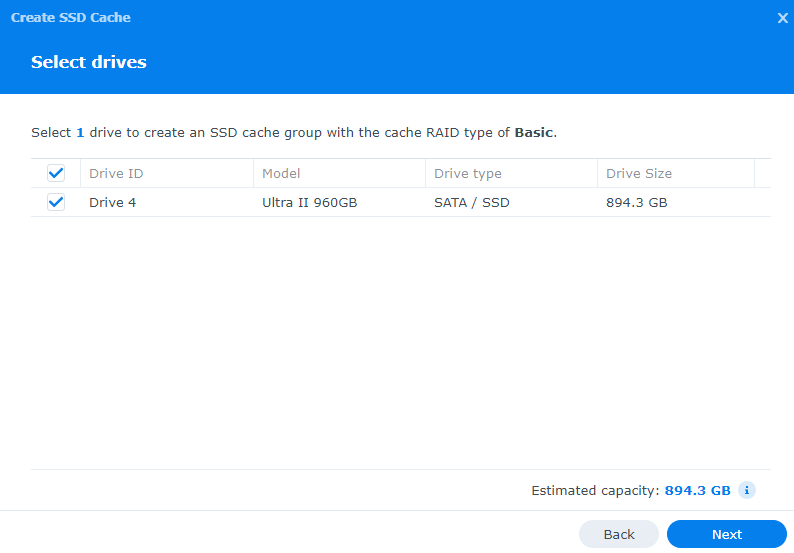 Create SSD Cache
X
Select drives
Select 1 drive to create an SSD cache group with the cache RAID type of Basic.
Drive ID Model Drive type Drive Size
Drive 4 Ultra II 960GB SATA / SSD 894.3 GB
Estimated capacity: 894.3 GB i
Back Next